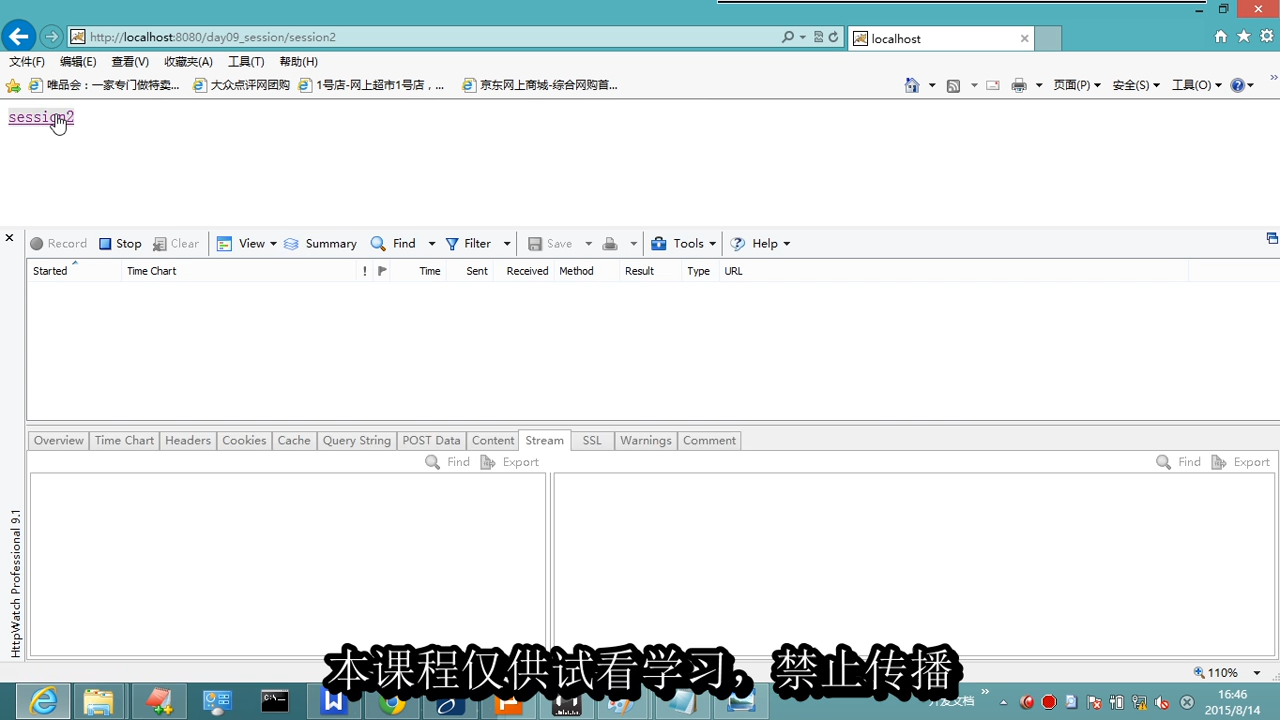 http://localhost:8080/day09_session/session2
localhost
文件(F) 编辑(E) 查看(V) 收藏夹(A) 工具(T) 帮助(H)
唯品会：一家专门做特卖... 大众点评网团购 1号店-网上超市1号店，... 京东网上商城-综合网购首...
页面(P) 安全(S) 工具(O)
session2
Record Stop Clear View Summary Find Filter Save Tools Help
Started Time Chart ! Time Sent Received Method Result Type URL
Overview Time Chart Headers Cookies Cache Query String POST Data Content Stream SSL Warnings Comment
Find Export Find Export
HttpWatch Professional 9.1
本课程仅供试看学习，禁止传播
110%
开发文档
16:46
2015/8/14